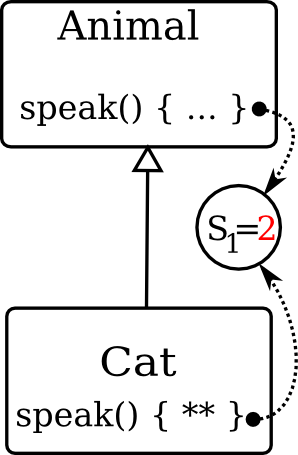 Animal
speak() { ... }
S1=2
Cat
speak() { ** }